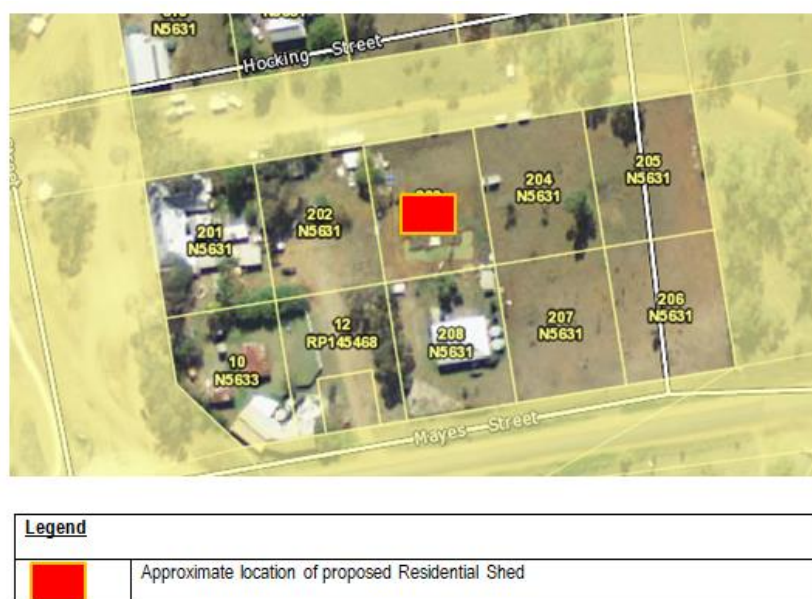 N5631
N5631
Hocking Street
205
N5631
204
N5631
202
N5631
201
N5631
206
N5631
207
N5631
12
RP145468
208
N5631
10
N5633
Mayes Street
Legend
Approximate location of proposed Residential Shed